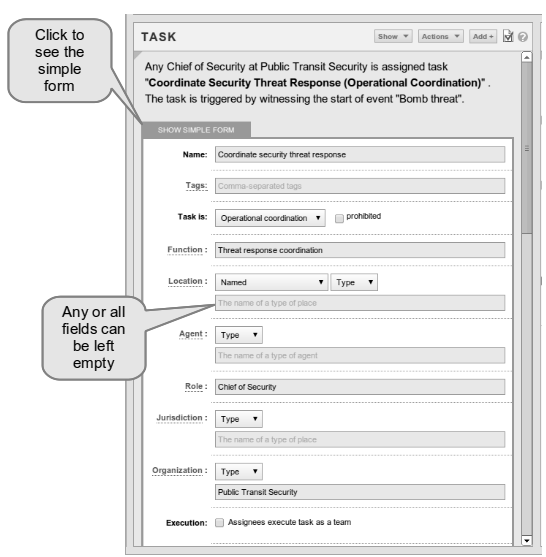 Click to
see the
simple
form
TASK
Show ▼ Actions ▼ Add +
Any Chief of Security at Public Transit Security is assigned task
"Coordinate Security Threat Response (Operational Coordination)" .
The task is triggered by witnessing the start of event "Bomb threat".
SHOW SIMPLE FORM
Name: Coordinate security threat response
Tags: Comma-separated tags
Task is: Operational coordination ▼ prohibited
Function : Threat response coordination
Location : Named ▼ Type ▼
The name of a type of place
Any or all
fields can
be left
empty
Agent : Type ▼
The name of a type of agent
Role : Chief of Security
Jurisdiction : Type ▼
The name of a type of place
Organization : Type ▼
Public Transit Security
Execution: Assignees execute task as a team